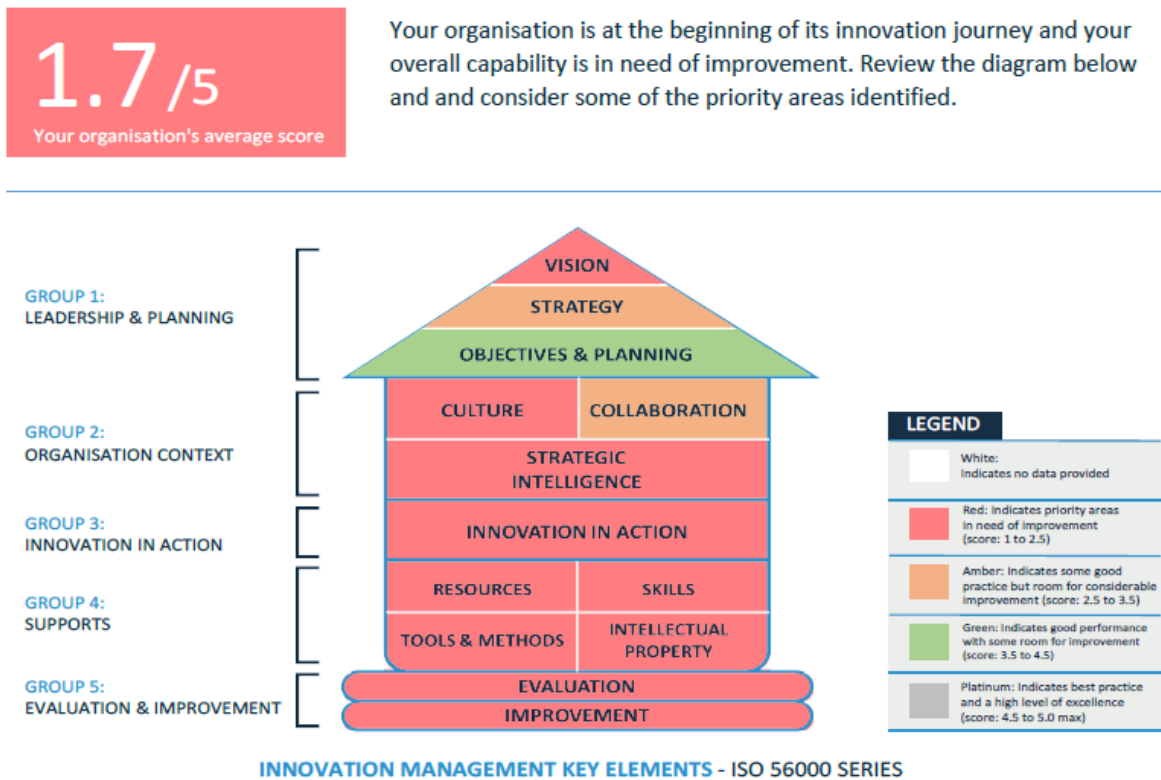 1.7 /5
Your organisation's average score
Your organisation is at the beginning of its innovation journey and your
overall capability is in need of improvement. Review the diagram below
and and consider some of the priority areas identified.
GROUP 1:
LEADERSHIP & PLANNING
VISION
STRATEGY
OBJECTIVES & PLANNING
GROUP 2:
ORGANISATION CONTEXT
CULTURE
COLLABORATION
STRATEGIC
INTELLIGENCE
GROUP 3:
INNOVATION IN ACTION
INNOVATION IN ACTION
GROUP 4:
SUPPORTS
RESOURCES
SKILLS
TOOLS & METHODS
INTELLECTUAL
PROPERTY
GROUP 5:
EVALUATION & IMPROVEMENT
EVALUATION
IMPROVEMENT
LEGEND
White:
Indicates no data provided
Red: Indicates priority areas
in need of improvement
(score: 1 to 2.5)
Amber: Indicates some good
practice but room for considerable
improvement (score: 2.5 to 3.5)
Green: Indicates good performance
with some room for improvement
(score: 3.5 to 4.5)
Platinum: Indicates best practice
and a high level of excellence
(score: 4.5 to 5.0 max)
INNOVATION MANAGEMENT KEY ELEMENTS - ISO 56000 SERIES